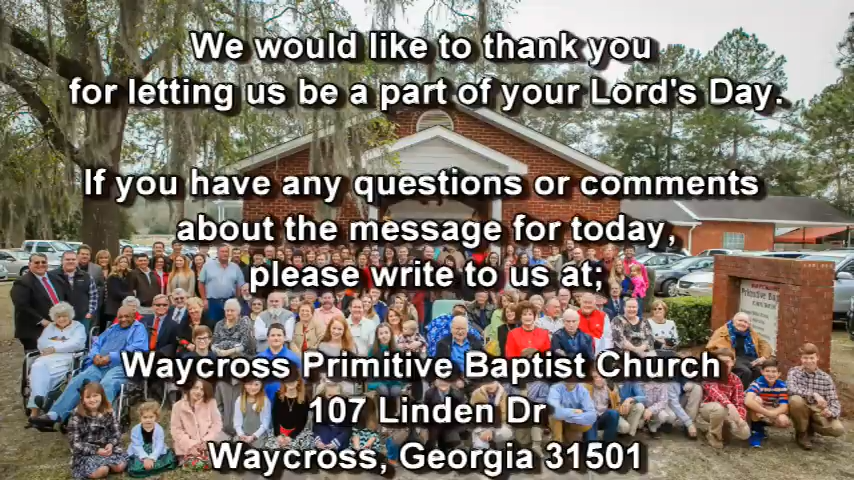 We would like to thank you
for letting us be a part of your Lord's Day.
If you have any questions or comments
about the message for today,
please write to us at;
Waycross Primitive Baptist Church
107 Linden Dr
Waycross, Georgia 31501
Primitive Bap